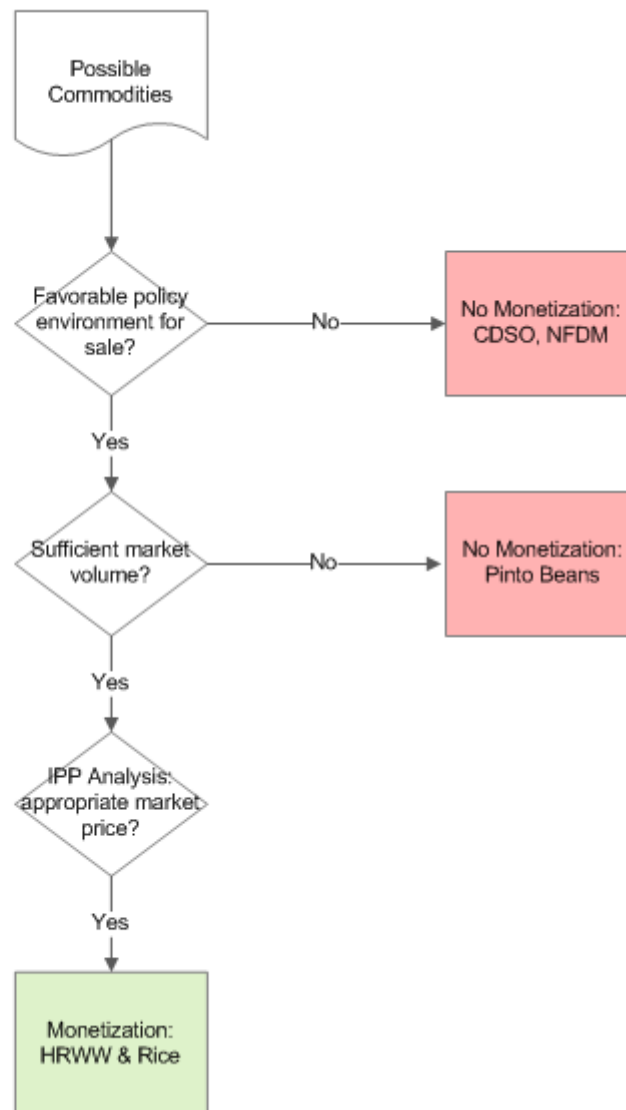 Possible
Commodities
Favorable policy
environment for
sale?
No
No Monetization:
CDSO, NFDM
Yes
Sufficient market
volume?
No
No Monetization:
Pinto Beans
Yes
IPP Analysis:
appropriate market
price?
Yes
Monetization:
HRWW & Rice